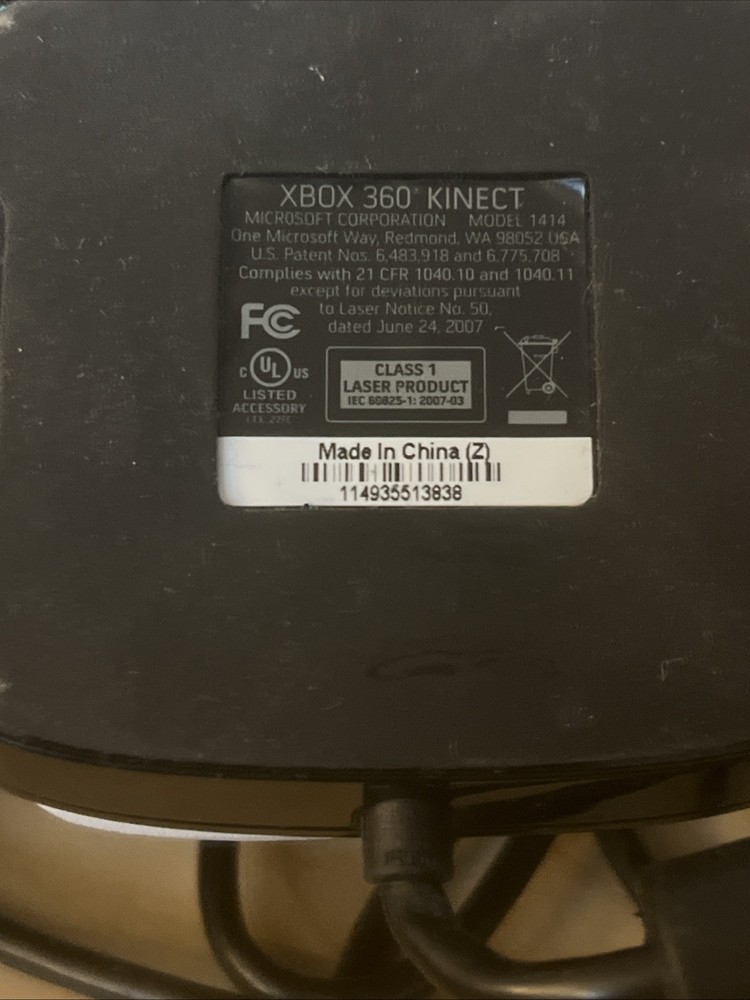 XBOX 360 KINECT
MICROSOFT CORPORATION MODEL 1414
One Microsoft Way, Redmond, WA 98052 USA
U.S. Patent Nos. 6,483,918 and 6,775,708
Complies with 21 CFR 1040.10 and 1040.11
except for deviations pursuant
to Laser Notice No. 50,
dated June 24, 2007
FC
C UL US
LISTED
ACCESSORY
CLASS 1
LASER PRODUCT
IEC 60825-1: 2007-03
Made In China (Z)
114935513838